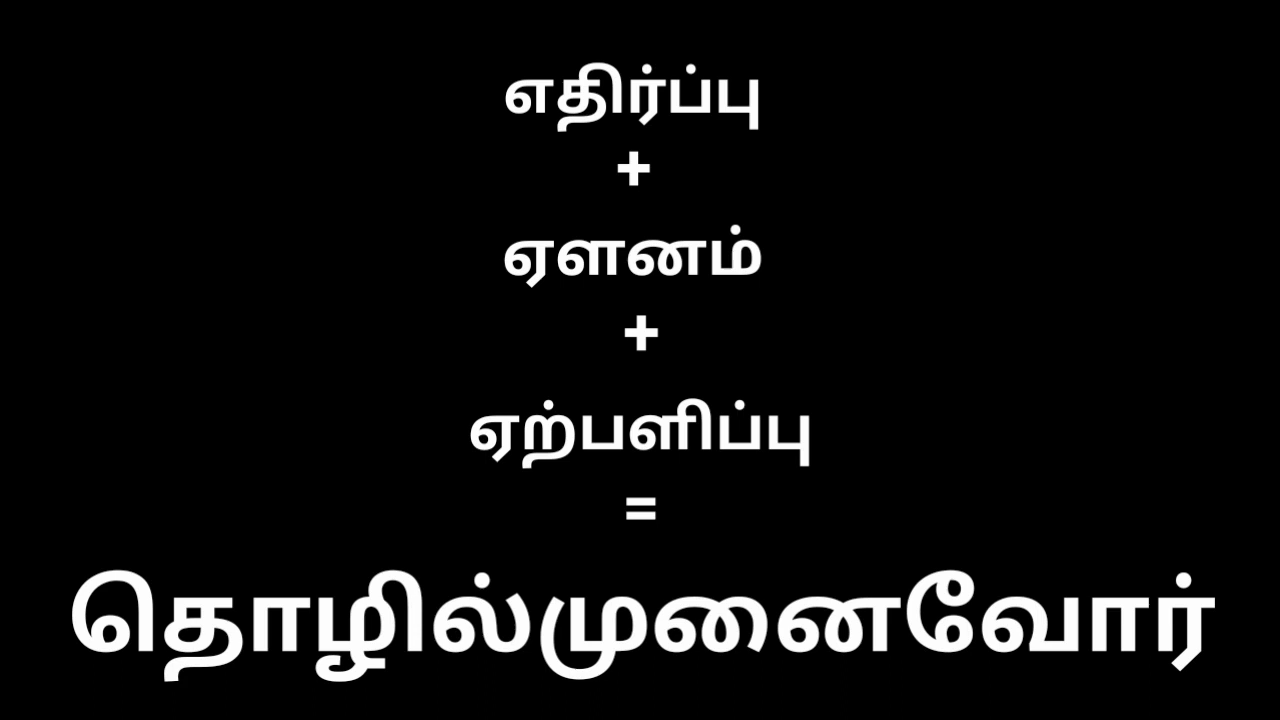 எதிர்ப்பு
+
ஏளனம்
+
ஏற்பளிப்பு
=
தொழில்முனைவோர்